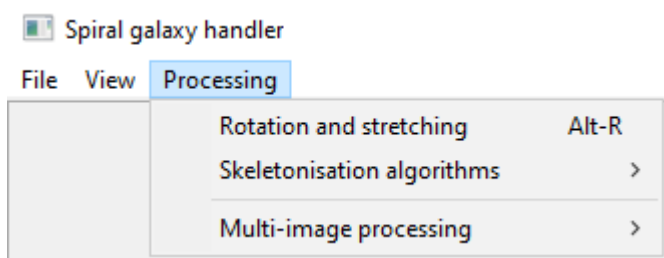 Spiral galaxy handler
File View Processing
Rotation and stretching Alt-R
Skeletonisation algorithms >
Multi-image processing >